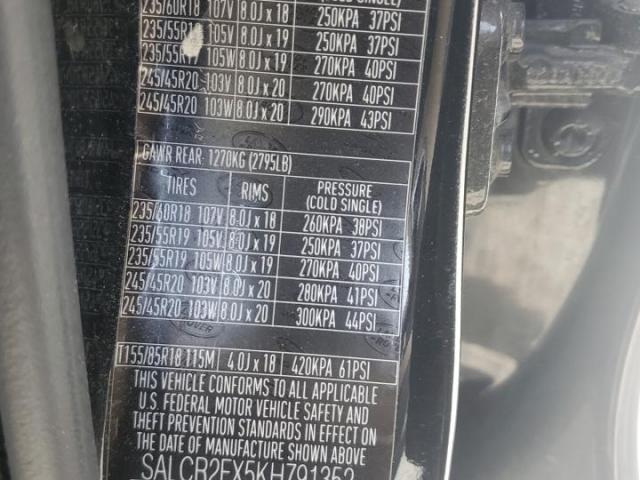 (COLD SINGLE)
235/60R18 107V 8.0J x 18 250KPA 37PSI
235/55R19 105V 8.0J x 19 250KPA 37PSI
235/55R19 105W 8.0J x 19 270KPA 40PSI
245/45R20 103V 8.0J x 20 270KPA 40PSI
245/45R20 103W 8.0J x 20 290KPA 43PSI
GAWR REAR: 1270KG (2795LB)
TIRES RIMS PRESSURE
(COLD SINGLE)
235/60R18 107V 8.0J x 18 260KPA 38PSI
235/55R19 105V 8.0J x 19 250KPA 37PSI
235/55R19 105W 8.0J x 19 270KPA 40PSI
245/45R20 103V 8.0J x 20 280KPA 41PSI
245/45R20 103W 8.0J x 20 300KPA 44PSI
T155/85R18 115M 4.0J x 18 420KPA 61PSI
THIS VEHICLE CONFORMS TO ALL APPLICABLE
U.S. FEDERAL MOTOR VEHICLE SAFETY AND
THEFT PREVENTION STANDARDS IN EFFECT ON
THE DATE OF MANUFACTURE SHOWN ABOVE.
SALCR2FX5KH791352